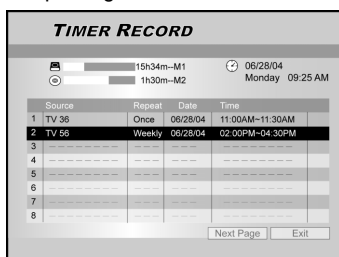 TIMER RECORD
15h34m--M1
1h30m--M2
06/28/04
Monday 09:25 AM
Source Repeat Date Time
1 TV 36 Once 06/28/04 11:00AM~11:30AM
2 TV 56 Weekly 06/28/04 02:00PM~04:30PM
3 -------- ----- --- -------
4 -------- ----- --- -------
5 -------- ----- --- -------
6 -------- ----- --- -------
7 -------- ----- --- -------
8 -------- ----- --- -------
Next Page Exit